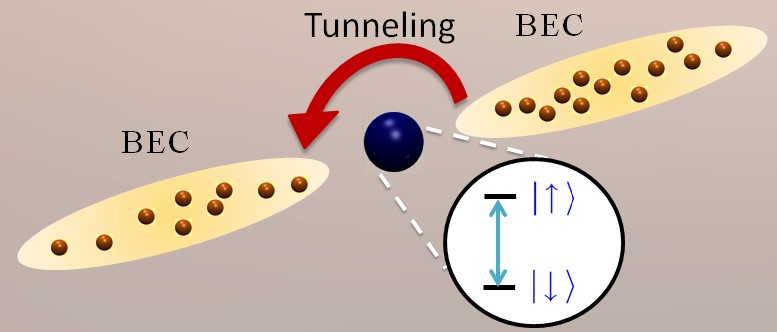 Tunneling
BEC
BEC
|↑⟩
|↓⟩